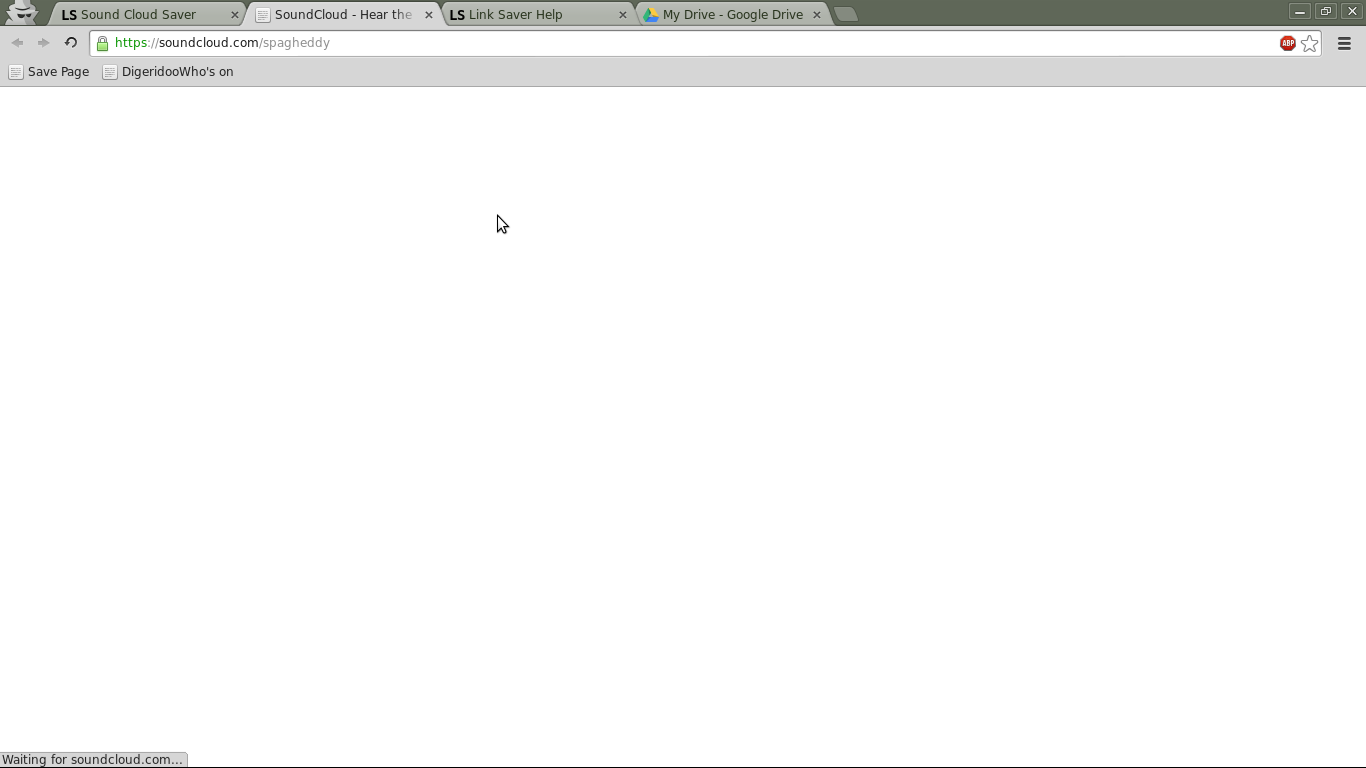 LS Sound Cloud Saver
SoundCloud - Hear the
LS Link Saver Help
My Drive - Google Drive
https://soundcloud.com/spagheddy
ABP
Save Page
DigeridooWho's on
Waiting for soundcloud.com...